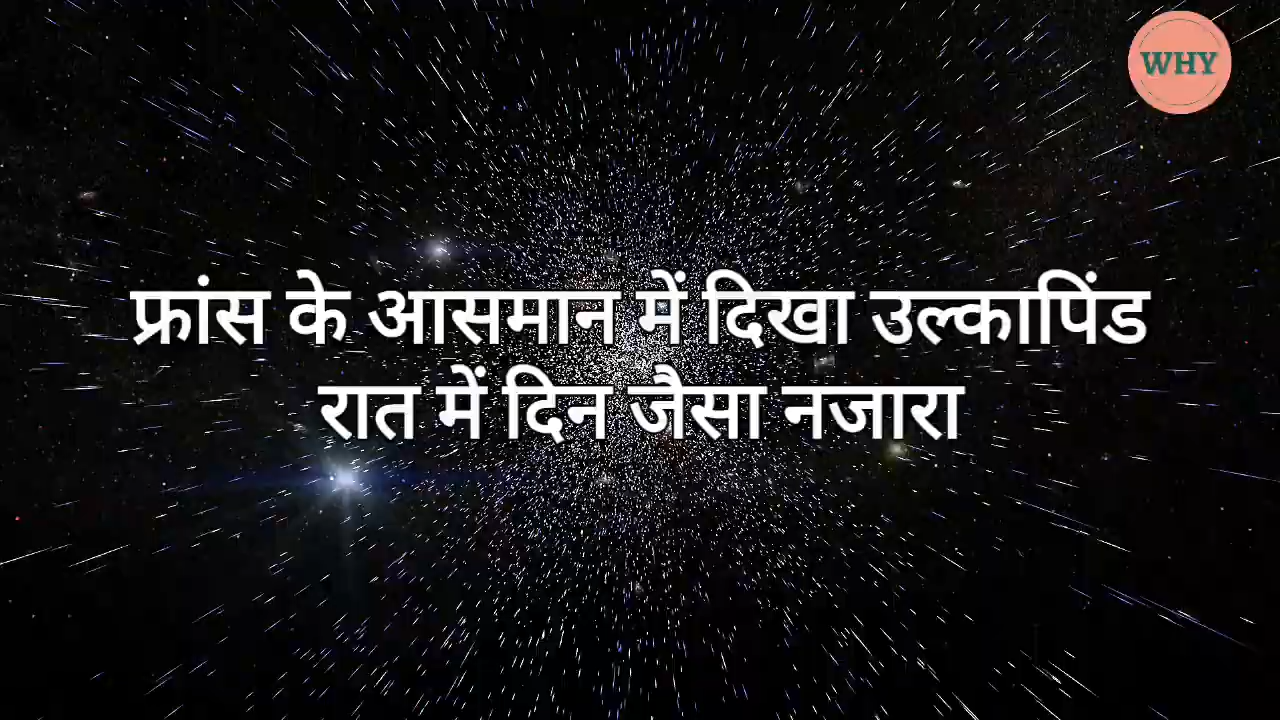 WHY
फ्रांस के आसमान में दिखा उल्कापिंड
रात में दिन जैसा नजारा